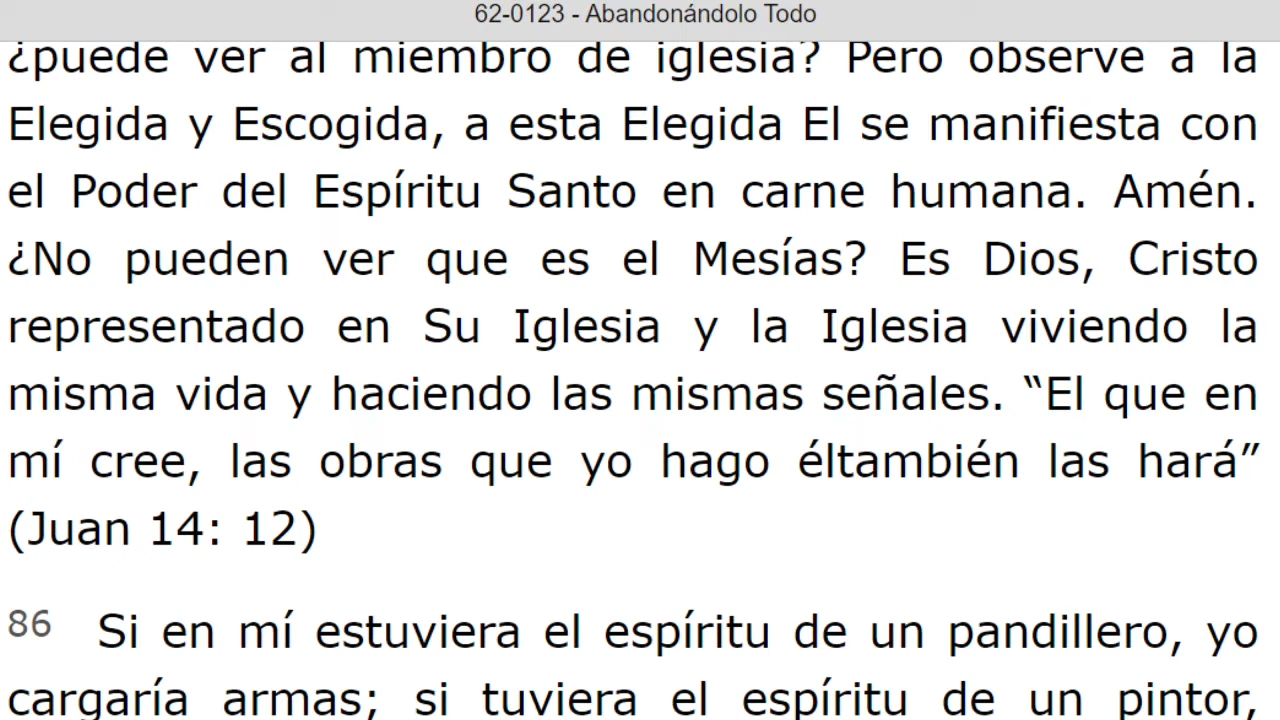 62-0123 - Abandonándolo Todo
¿puede ver al miembro de iglesia? Pero observe a la
Elegida y Escogida, a esta Elegida El se manifiesta con
el Poder del Espíritu Santo en carne humana. Amén.
¿No pueden ver que es el Mesías? Es Dios, Cristo
representado en Su Iglesia y la Iglesia viviendo la
misma vida y haciendo las mismas señales. “El que en
mí cree, las obras que yo hago éltambién las hará”
(Juan 14: 12)
86 Si en mí estuviera el espíritu de un pandillero, yo
cargaría armas; si tuviera el espíritu de un pintor,